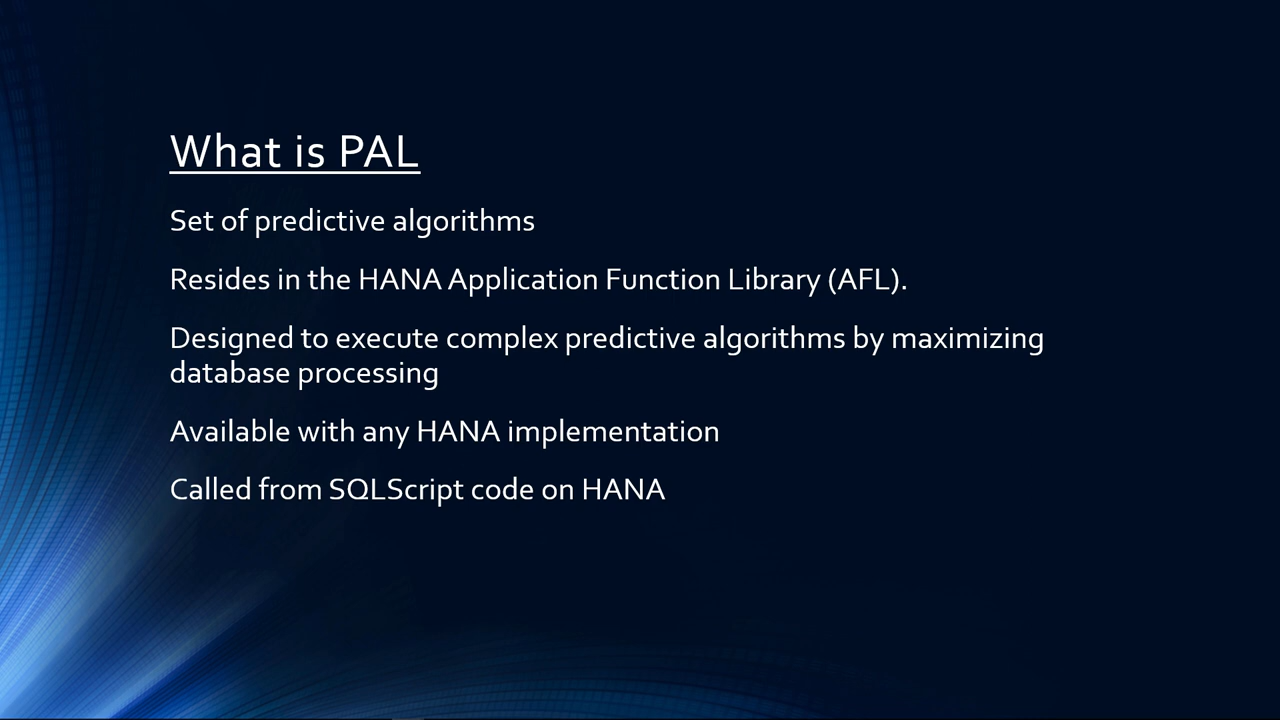 What is PAL
Set of predictive algorithms
Resides in the HANA Application Function Library (AFL).
Designed to execute complex predictive algorithms by maximizing
database processing
Available with any HANA implementation
Called from SQLScript code on HANA